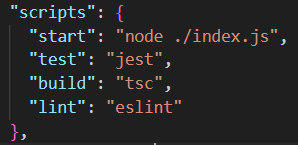 "scripts": {
"start": "node ./index.js",
"test": "jest",
"build": "tsc",
"lint": "eslint"
},